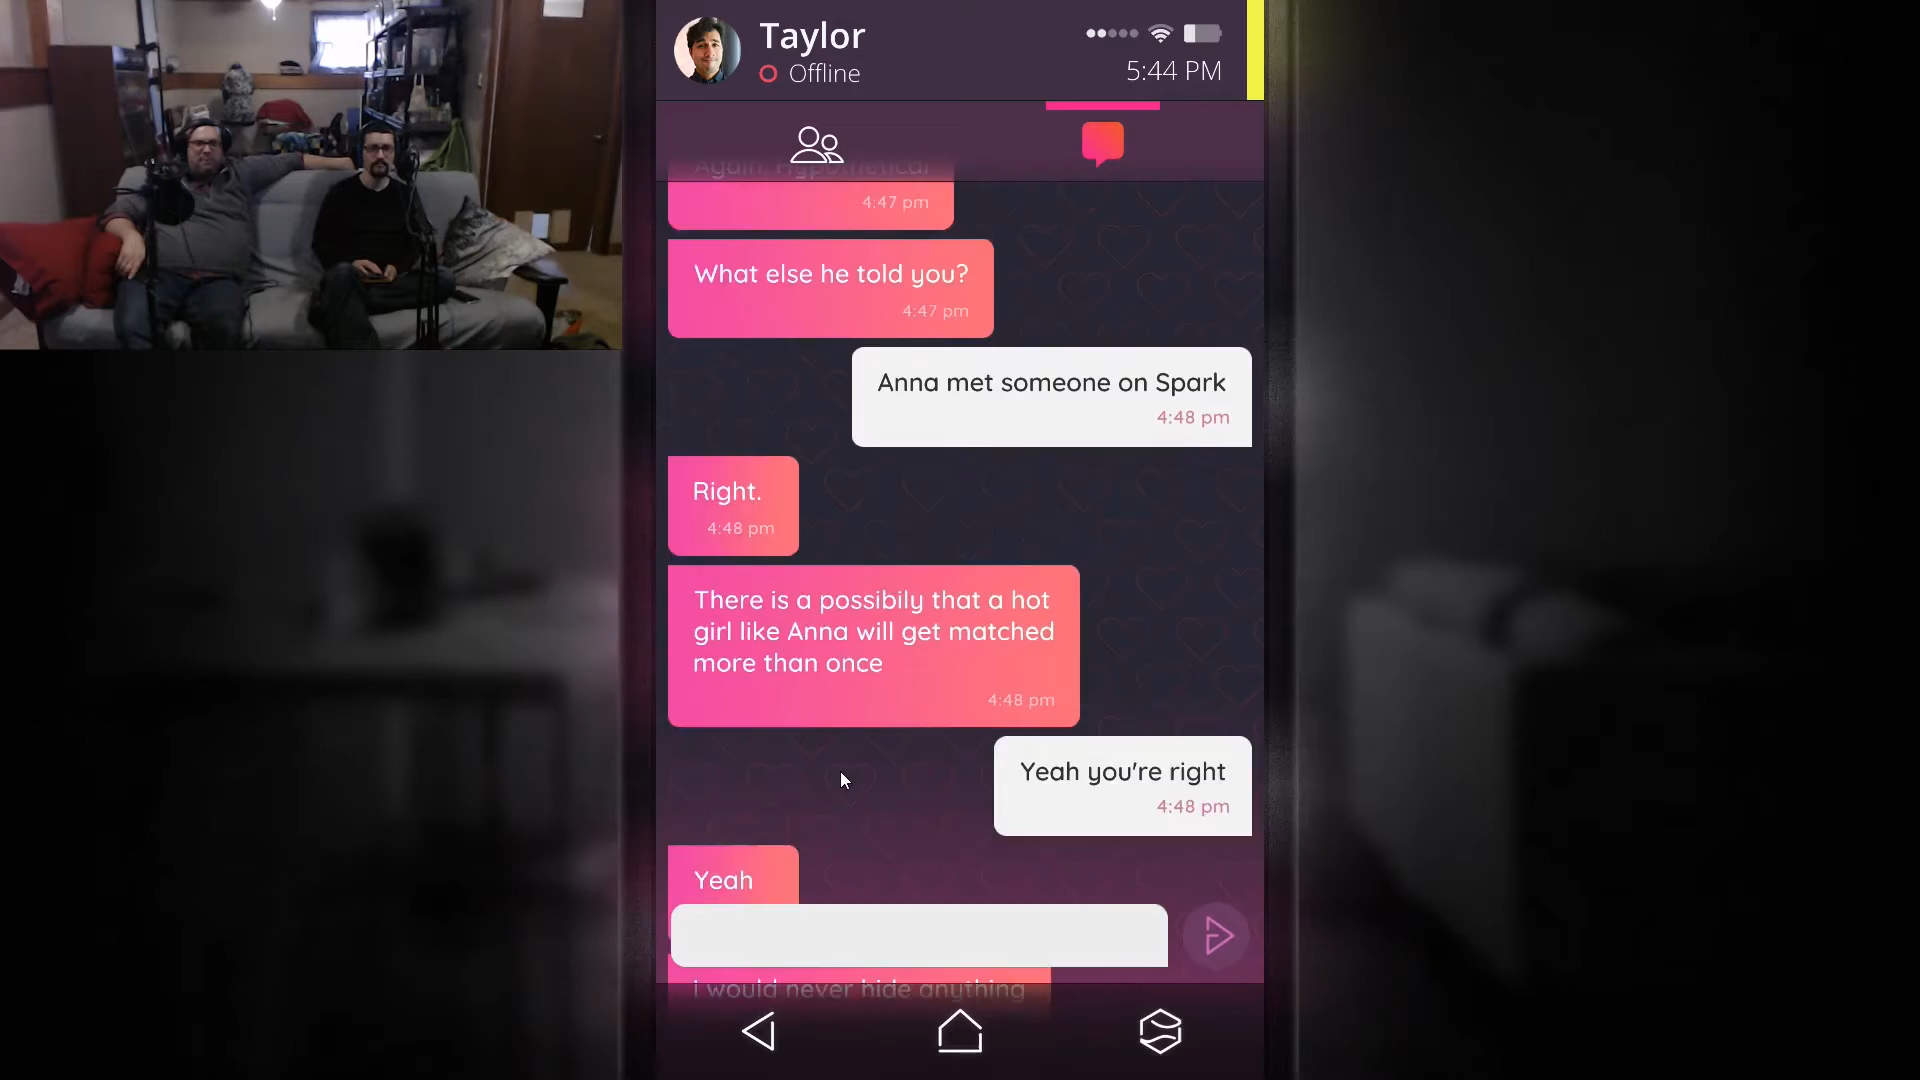 Taylor
Offline
5:44 PM
Again. Hypothetical
4:47 pm
What else he told you?
4:47 pm
Anna met someone on Spark
4:48 pm
Right.
4:48 pm
There is a possibily that a hot
girl like Anna will get matched
more than once
4:48 pm
Yeah you're right
4:48 pm
Yeah
I would never hide anything